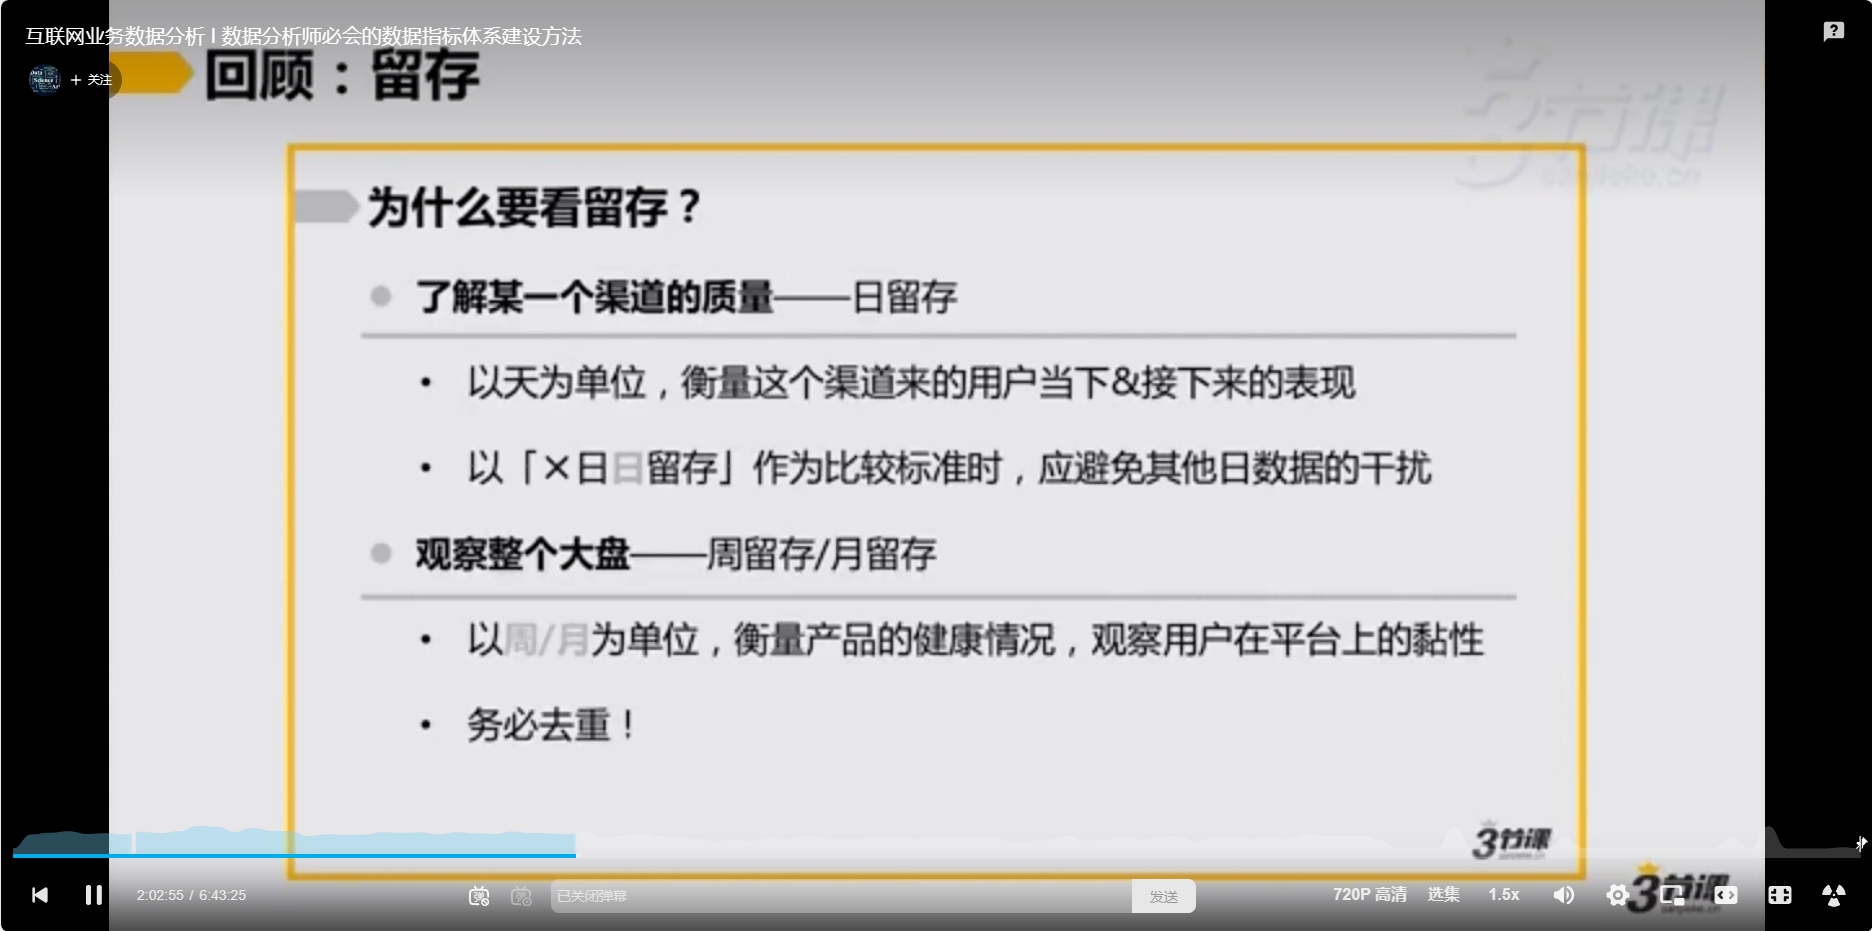 互联网业务数据分析 I 数据分析师必会的数据指标体系建设方法
+ 关注
回顾：留存
3节课
sanjieke.cn
为什么要看留存？
了解某一个渠道的质量——日留存
• 以天为单位，衡量这个渠道来的用户当下&接下来的表现
• 以「×日日留存」作为比较标准时，应避免其他日数据的干扰
观察整个大盘——周留存/月留存
• 以周/月为单位，衡量产品的健康情况，观察用户在平台上的黏性
• 务必去重！
3节课
2:02:55 / 6:43:25
已关闭弹幕
发送
720P 高清
选集
1.5x
3节课